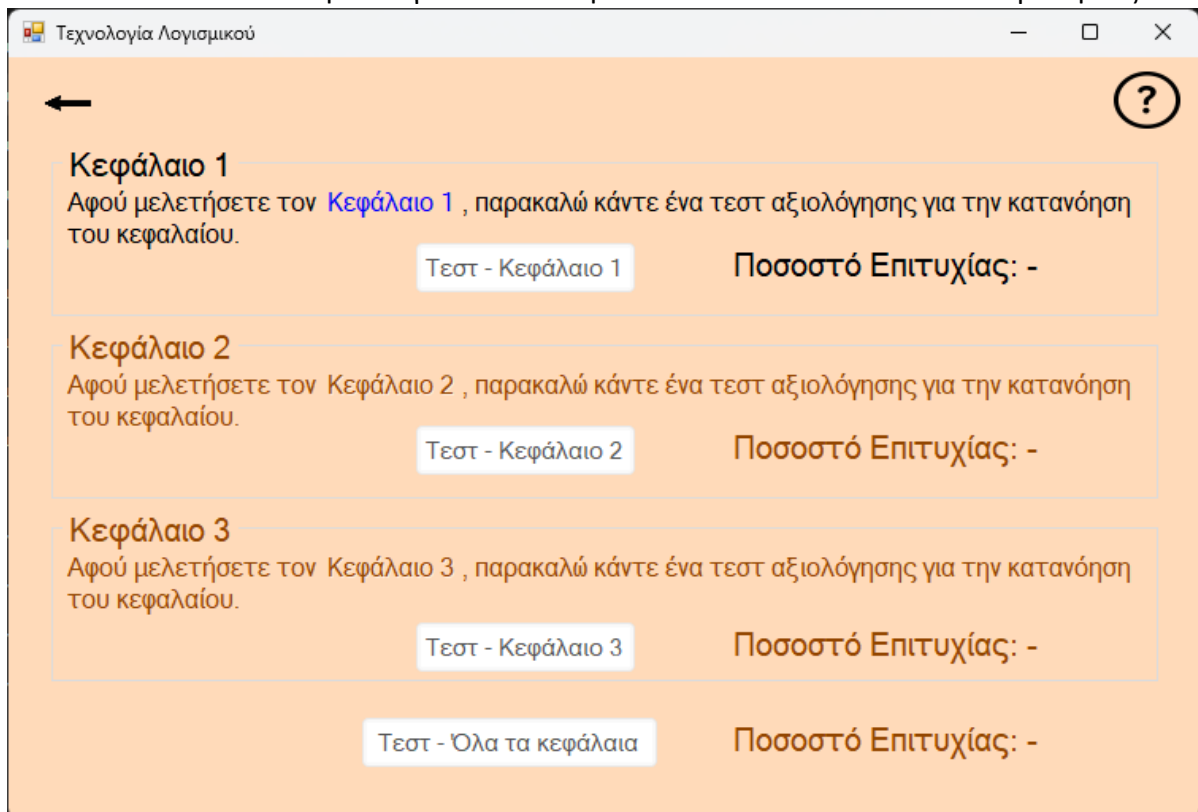 Τεχνολογία Λογισμικού
?
Κεφάλαιο 1
Αφού μελετήσετε τον Κεφάλαιο 1 , παρακαλώ κάντε ένα τεστ αξιολόγησης για την κατανόηση
του κεφαλαίου.
Τεστ - Κεφάλαιο 1 Ποσοστό Επιτυχίας: -
Κεφάλαιο 2
Αφού μελετήσετε τον Κεφάλαιο 2 , παρακαλώ κάντε ένα τεστ αξιολόγησης για την κατανόηση
του κεφαλαίου.
Τεστ - Κεφάλαιο 2 Ποσοστό Επιτυχίας: -
Κεφάλαιο 3
Αφού μελετήσετε τον Κεφάλαιο 3 , παρακαλώ κάντε ένα τεστ αξιολόγησης για την κατανόηση
του κεφαλαίου.
Τεστ - Κεφάλαιο 3 Ποσοστό Επιτυχίας: -
Τεστ - Όλα τα κεφάλαια Ποσοστό Επιτυχίας: -